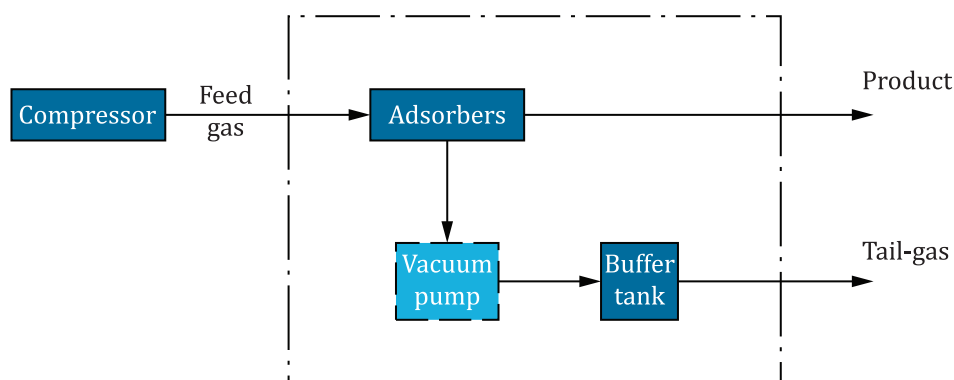 Compressor
Feed
gas
Adsorbers
Product
Vacuum
pump
Buffer
tank
Tail-gas